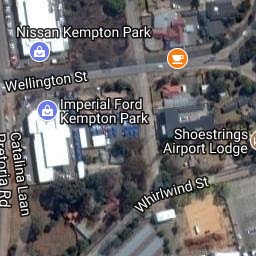 Nissan Kempton Park
Wellington St
Imperial Ford
Kempton Park
Shoestrings
Airport Lodge
Catalina Laan
Pretoria Rd
Whirlwind St